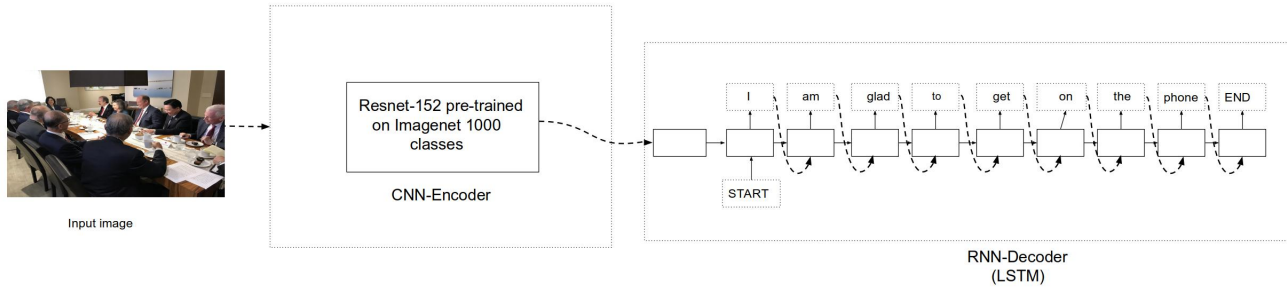 Input image
Resnet-152 pre-trained
on Imagenet 1000
classes
CNN-Encoder
I am glad to get on the phone END
START
RNN-Decoder
(LSTM)